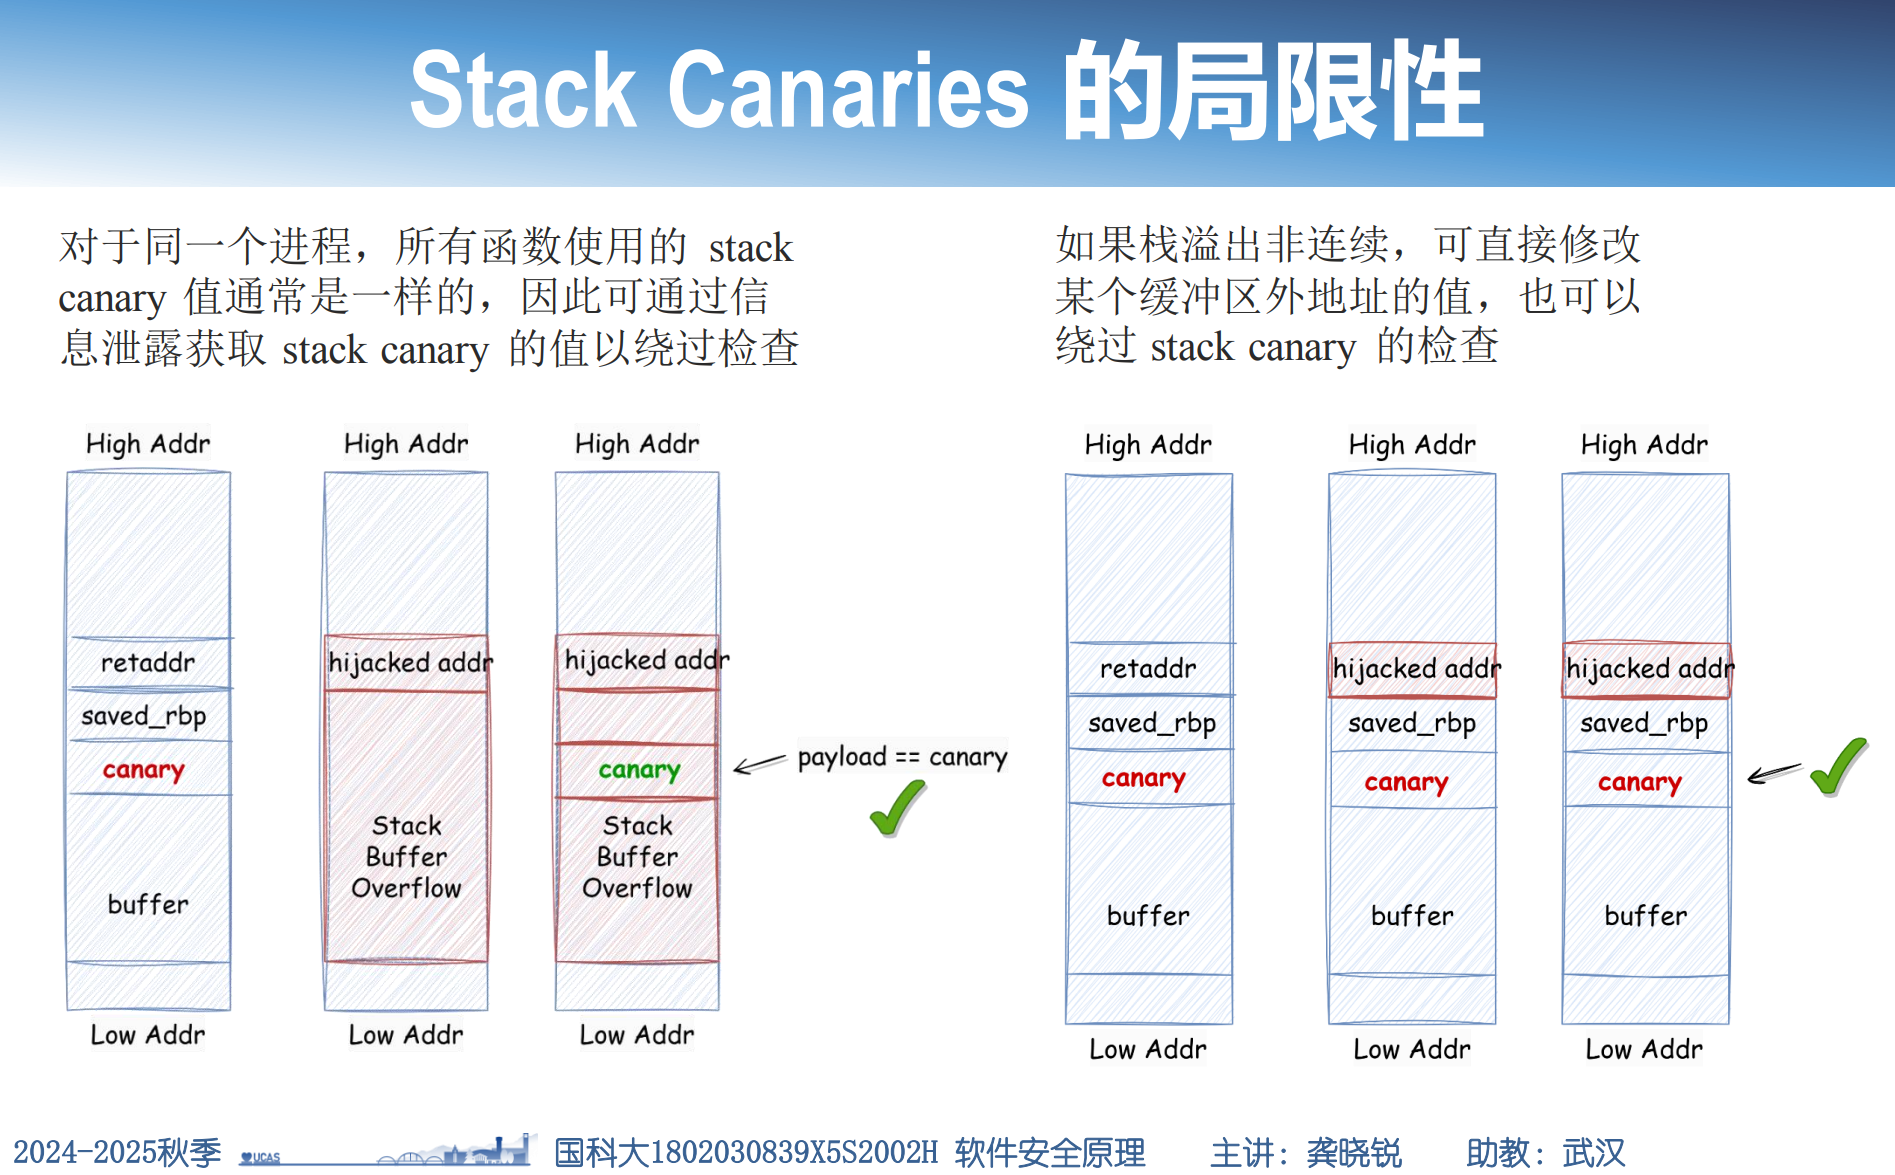 Stack Canaries 的局限性
对于同一个进程，所有函数使用的 stack
canary 值通常是一样的，因此可通过信
息泄露获取 stack canary 的值以绕过检查
如果栈溢出非连续，可直接修改
某个缓冲区外地址的值，也可以
绕过 stack canary 的检查
High Addr
retaddr
saved_rbp
canary
buffer
Low Addr
High Addr
hijacked addr
Stack
Buffer
Overflow
Low Addr
High Addr
hijacked addr
canary
Stack
Buffer
Overflow
Low Addr
payload == canary
High Addr
retaddr
saved_rbp
canary
buffer
Low Addr
High Addr
hijacked addr
saved_rbp
canary
buffer
Low Addr
High Addr
hijacked addr
saved_rbp
canary
buffer
Low Addr
2024-2025秋季
UCAS
国科大1802030839X5S2002H 软件安全原理
主讲：龚晓锐
助教：武汉